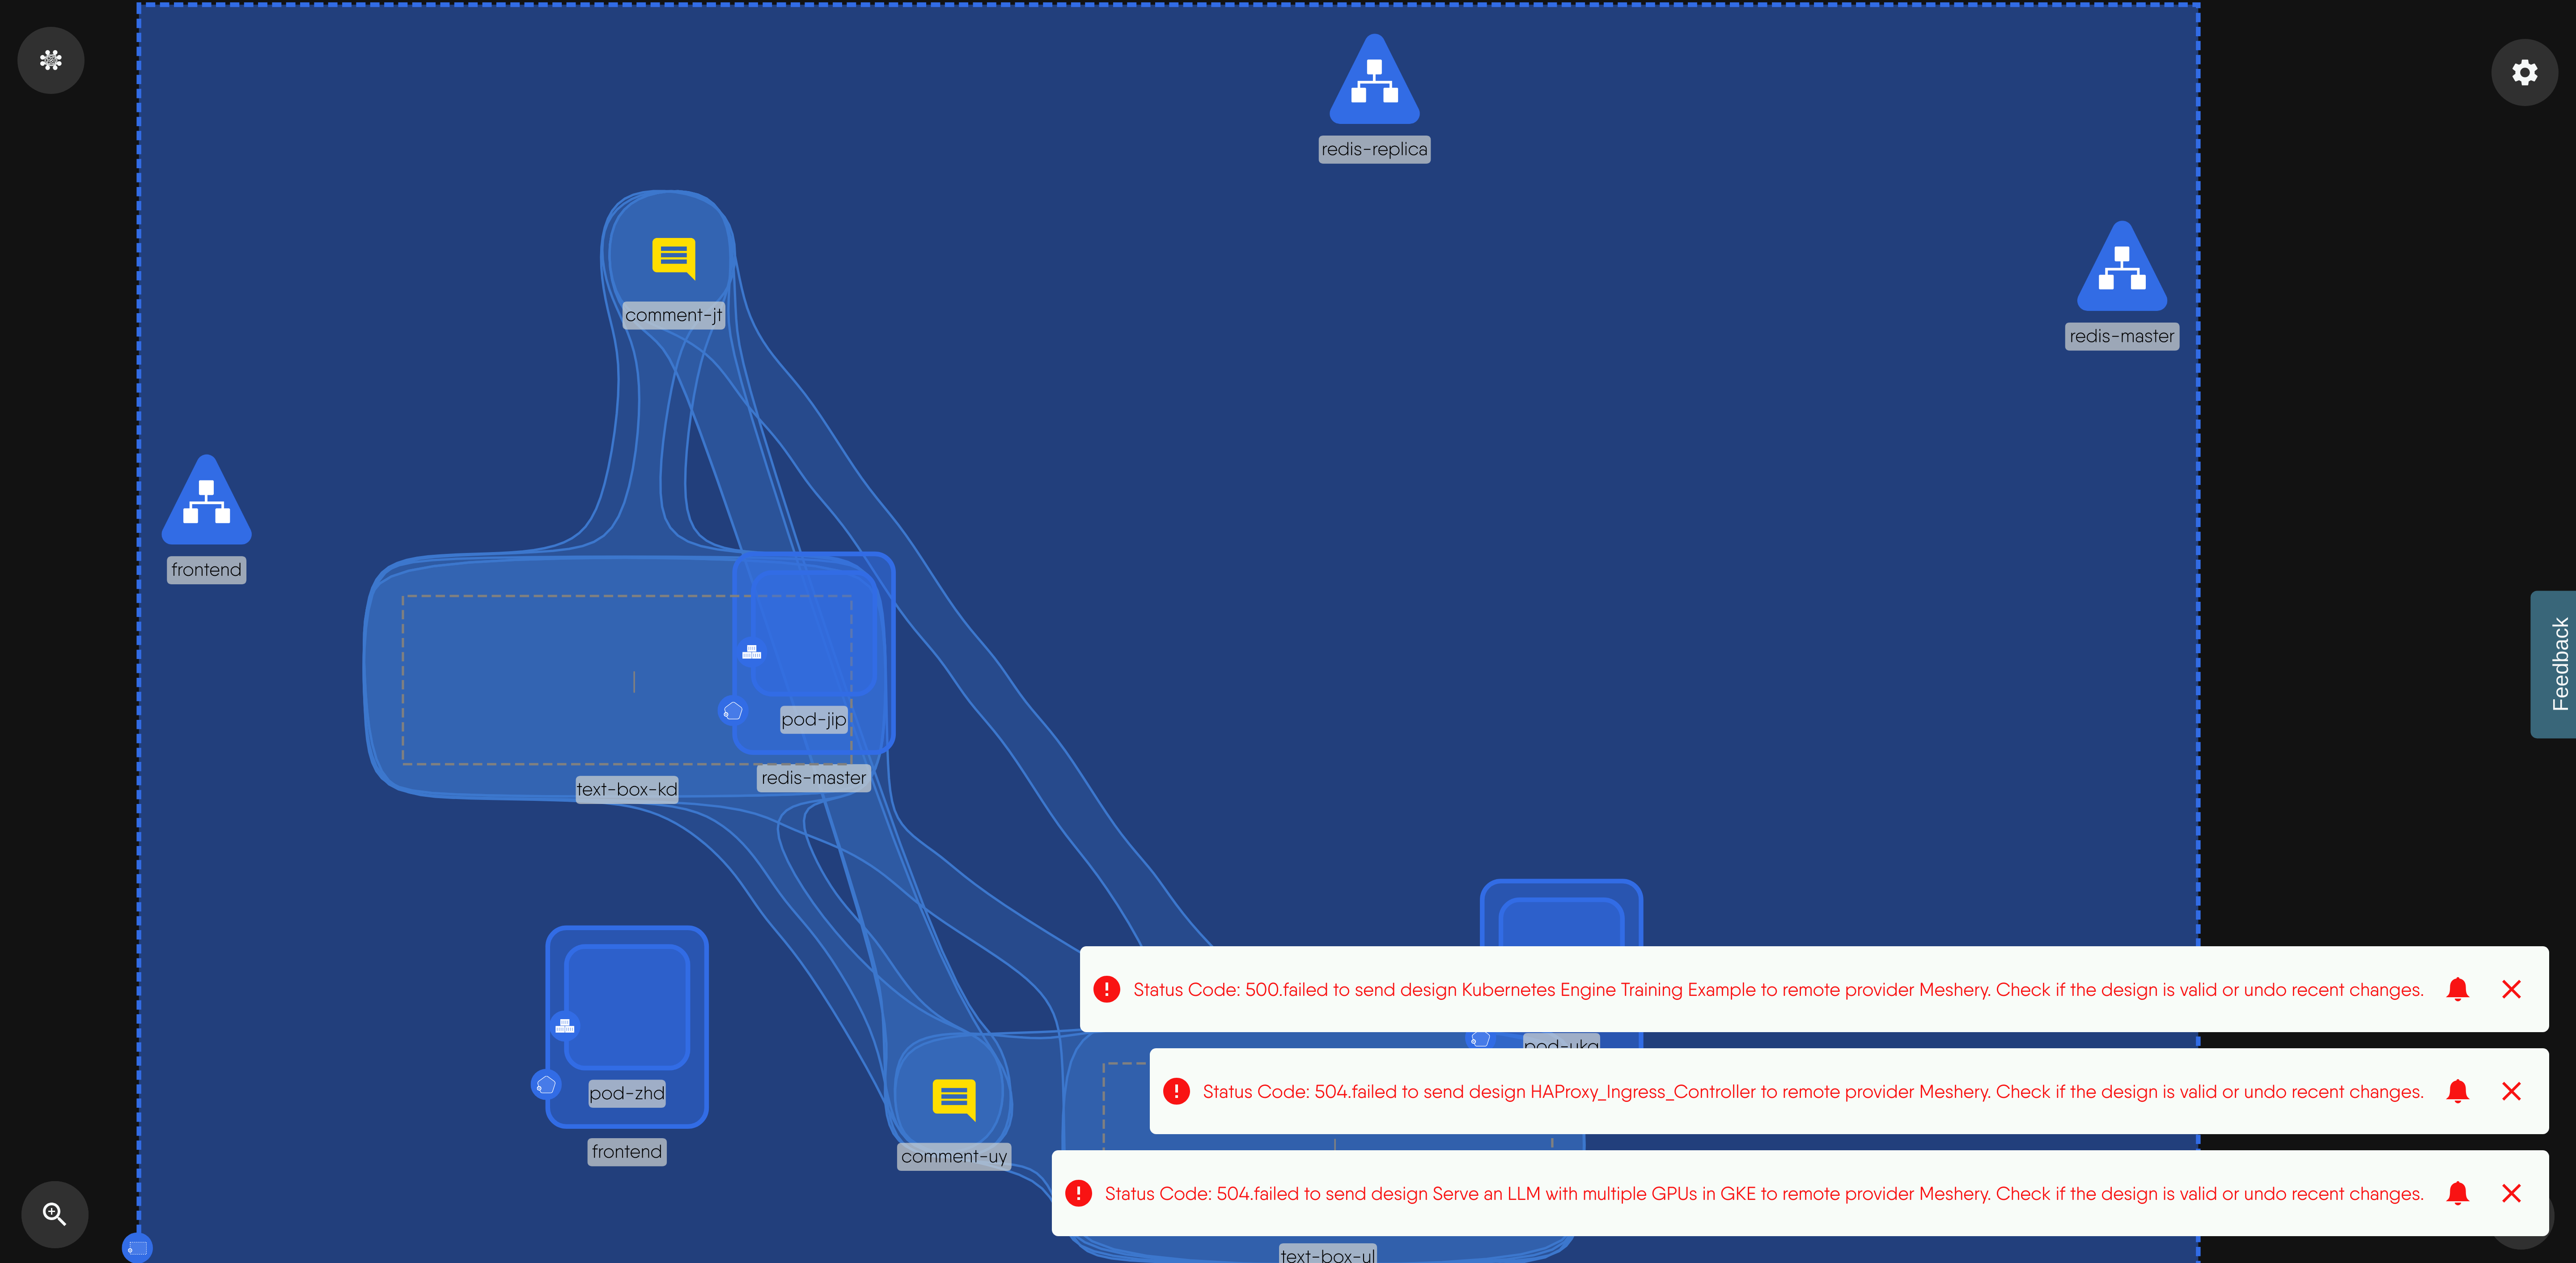 redis-replica
comment-jt
redis-master
frontend
pod-jip
redis-master
text-box-kd
Feedback
Status Code: 500.failed to send design Kubernetes Engine Training Example to remote provider Meshery. Check if the design is valid or undo recent changes.
Status Code: 504.failed to send design HAProxy_Ingress_Controller to remote provider Meshery. Check if the design is valid or undo recent changes.
pod-zhd
frontend
comment-uy
Status Code: 504.failed to send design Serve an LLM with multiple GPUs in GKE to remote provider Meshery. Check if the design is valid or undo recent changes.
text-box-ul